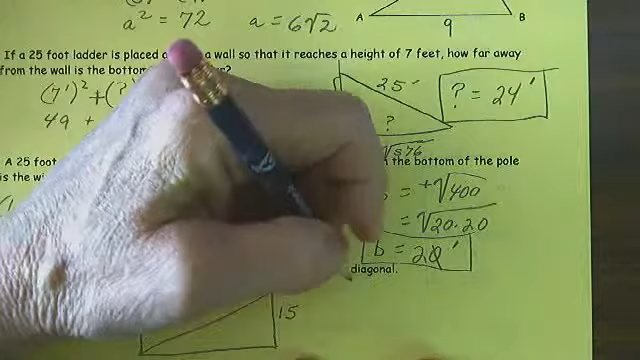 a² = 72 a = 6√2 A 9 B
If a 25 foot ladder is placed a wall so that it reaches a height of 7 feet, how far away
from the wall is the bottom er?
(7')² + (?
25' ? ? = 24'
49 +
√576
A 25 foot n the bottom of the pole
is the wi = +√400
= √20·20
b = 20'
diagonal.
15